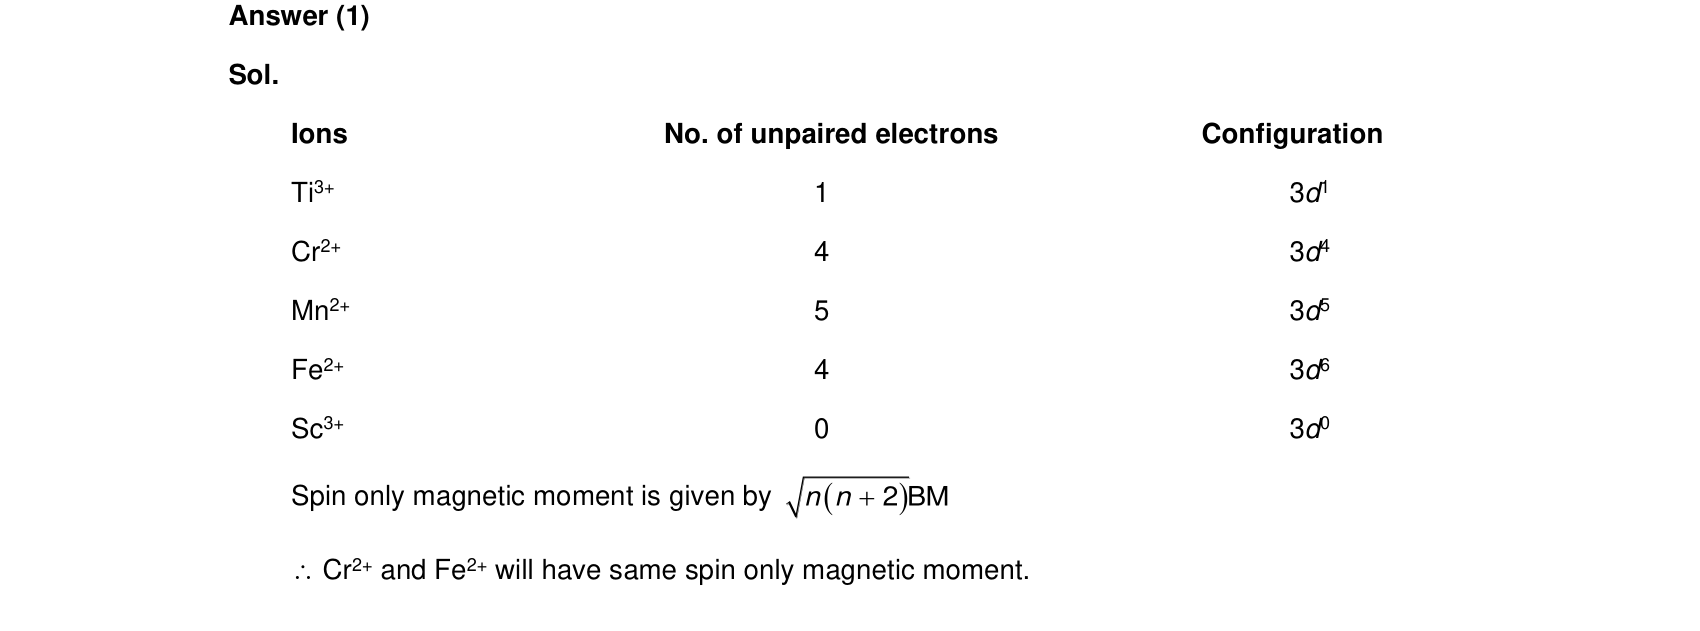 Answer (1)
Sol.
Ions No. of unpaired electrons Configuration
Ti³⁺ 1 3d¹
Cr²⁺ 4 3d⁴
Mn²⁺ 5 3d⁵
Fe²⁺ 4 3d⁶
Sc³⁺ 0 3d⁰
Spin only magnetic moment is given by √n(n + 2)BM
∴ Cr²⁺ and Fe²⁺ will have same spin only magnetic moment.